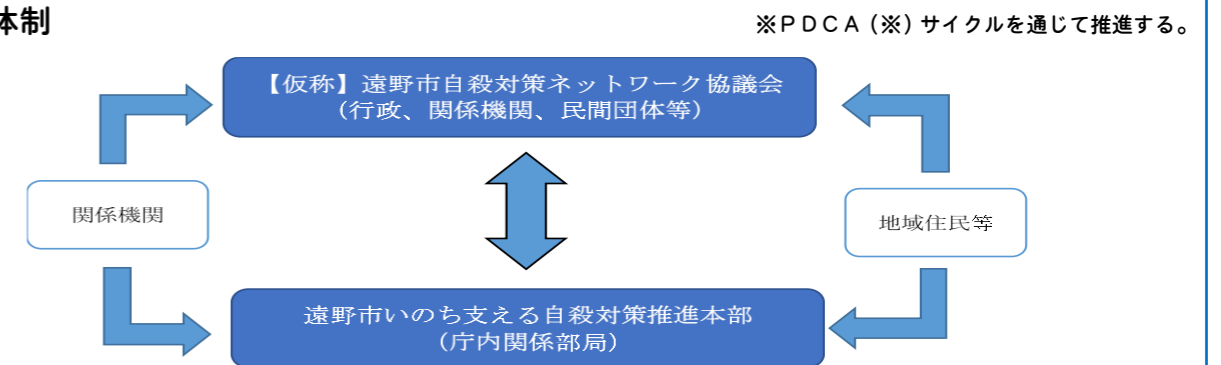 体制
※ＰＤＣＡ(※)サイクルを通じて推進する。
【仮称】遠野市自殺対策ネットワーク協議会
（行政、関係機関、民間団体等）
関係機関
地域住民等
遠野市いのち支える自殺対策推進本部
（庁内関係部局）